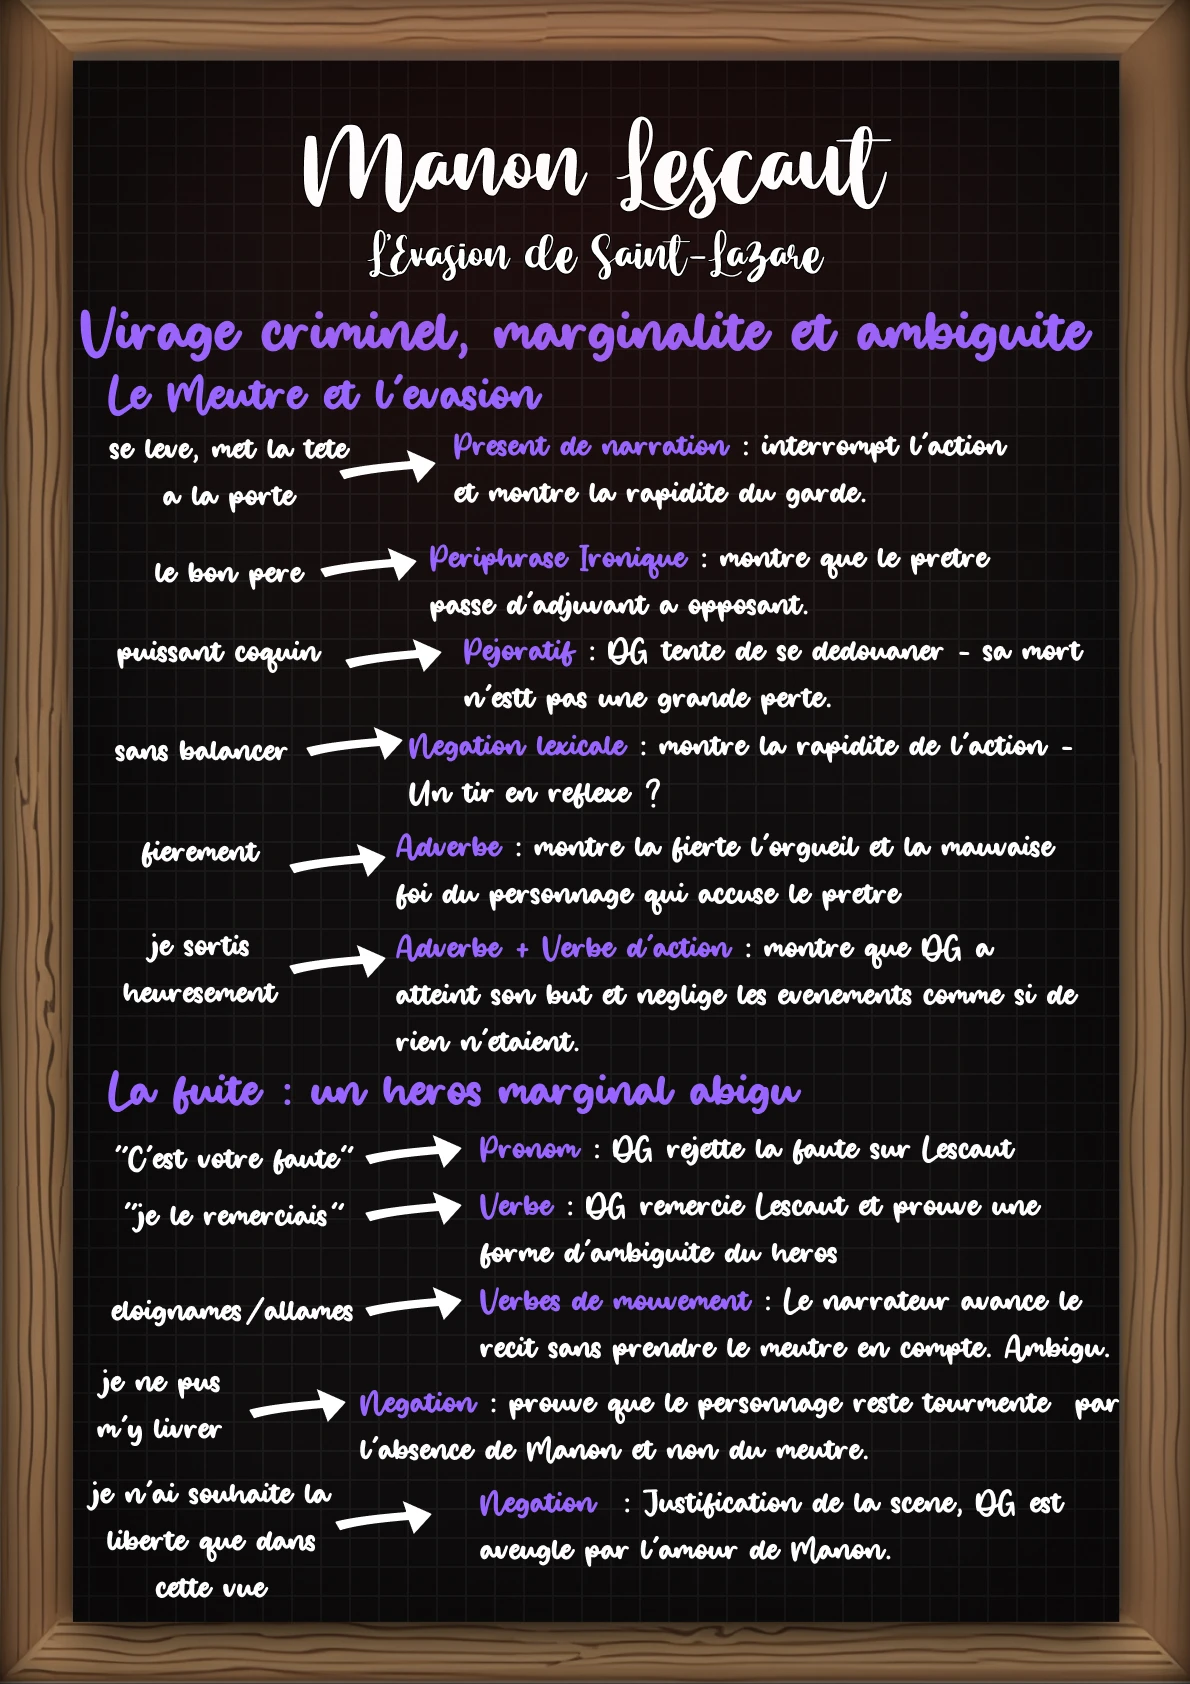 Manon Lescaut
L'Evasion de Saint-Lazare
Virage criminel, marginalite et ambiguite
Le Meutre et l'evasion
se leve, met la tete
a la porte
Present de narration : interrompt l'action
et montre la rapidite du garde.
le bon pere
Periphrase Ironique : montre que le pretre
passe d'adjuvant a opposant.
puissant coquin
Pejoratif : DG tente de se dedouaner - sa mort
n'estt pas une grande perte.
sans balancer
Negation lexicale : montre la rapidite de l'action -
Un tir en reflexe ?
fierement
Adverbe : montre la fierte l'orgueil et la mauvaise
foi du personnage qui accuse le pretre
je sortis
heuresement
Adverbe + Verbe d'action : montre que DG a
atteint son but et neglige les evenements comme si de
rien n'etaient.
La fuite : un heros marginal abigu
"C'est votre faute"
Pronom : DG rejette la faute sur Lescaut
"je le remerciais"
Verbe : DG remercie Lescaut et prouve une
forme d'ambiguite du heros
eloignames/allames
Verbes de mouvement : Le narrateur avance le
recit sans prendre le meutre en compte. Ambigu.
je ne pus
m'y livrer
Negation : prouve que le personnage reste tourmente par
l'absence de Manon et non du meutre.
je n'ai souhaite la
liberte que dans
cette vue
Negation : Justification de la scene, DG est
aveugle par l'amour de Manon.